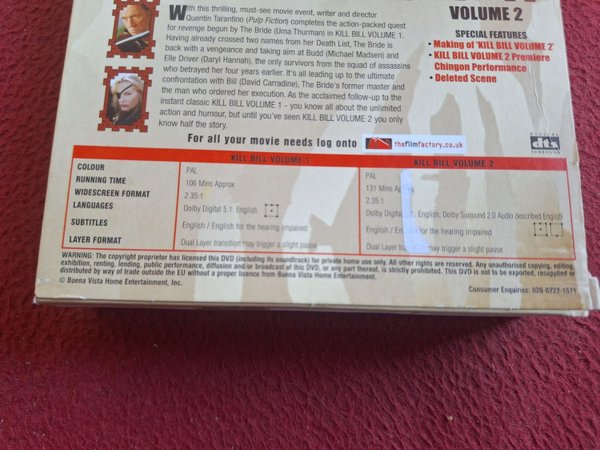 VOLUME 2
SPECIAL FEATURES
• Making of 'KILL BILL VOLUME 2'
• KILL BILL VOLUME 2 Premiere
Chingon Performance
• Deleted Scene
With this thrilling, must-see movie event, writer and director
Quentin Tarantino (Pulp Fiction) completes the action-packed quest
for revenge begun by The Bride (Uma Thurman) in KILL BILL VOLUME 1.
Having already crossed two names from her Death List, The Bride is
back with a vengeance and taking aim at Budd (Michael Madsen) and
Elle Driver (Daryl Hannah), the only survivors from the squad of assassins
who betrayed her four years earlier. It's all leading up to the ultimate
confrontation with Bill (David Carradine), The Bride's former master and
the man who ordered her execution. As the acclaimed follow-up to the
instant classic KILL BILL VOLUME 1 - you know all about the unlimited
action and humour, but until you've seen KILL BILL VOLUME 2 you only
know half the story.
For all your movie needs log onto
thefilmfactory.co.uk
DIGITAL
dts
SURROUND
KILL BILL VOLUME 1
KILL BILL VOLUME 2
COLOUR PAL PAL
RUNNING TIME 106 Mins Approx 131 Mins Approx
WIDESCREEN FORMAT 2.35:1 2.35:1
LANGUAGES Dolby Digital 5.1: English Dolby Digital 5.1: English, Dolby Surround 2.0 Audio described English
SUBTITLES English / English for the hearing impaired English / English for the hearing impaired
LAYER FORMAT Dual Layer transition may trigger a slight pause Dual Layer transition may trigger a slight pause
WARNING: The copyright proprietor has licensed this DVD (including its soundtrack) for private home use only. All other rights are reserved. Any unauthorised copying, editing,
exhibition, renting, lending, public performance, diffusion and/or broadcast of this DVD, or any part thereof, is strictly prohibited. This DVD is not to be exported, resupplied or
distributed by way of trade outside the EU without a proper licence from Buena Vista Home Entertainment.
© Buena Vista Home Entertainment, Inc.
Consumer Enquiries: 020-8222-1571